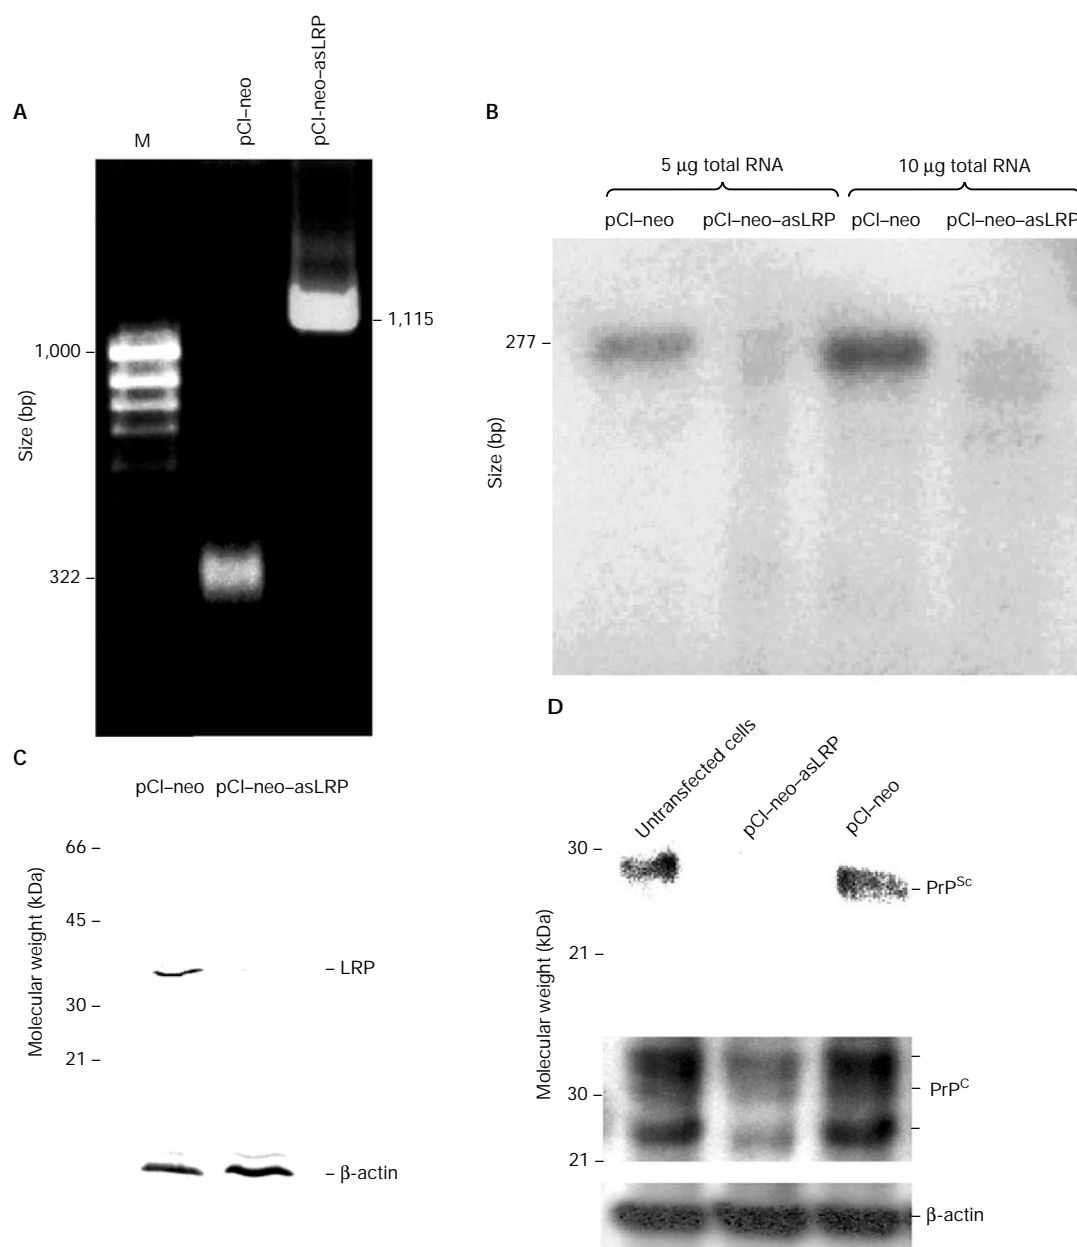 A
M
pCI–neo
pCI-neo–asLRP
Size (bp)
1,000 –
322 –
– 1,115
B
5 µg total RNA
10 µg total RNA
pCI–neo
pCI–neo–asLRP
pCI–neo
pCI–neo–asLRP
Size (bp)
277 –
C
pCI–neo
pCI–neo–asLRP
Molecular weight (kDa)
66 –
45 –
30 –
21 –
– LRP
– β-actin
D
Untransfected cells
pCI–neo–asLRP
pCI–neo
Molecular weight (kDa)
30 –
21 –
– PrPSc
30 –
21 –
– PrPC
– β-actin